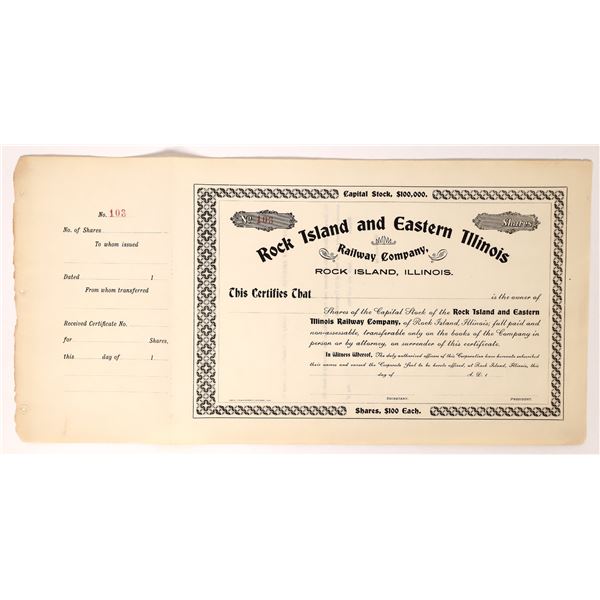 No. 103
No. of Shares
To whom issued
Dated 1
From whom transferred
Received Certificate No.
for Shares,
this day of 1
Capital Stock, $100,000.
No. 103
Shares
Rock Island and Eastern Illinois
Railway Company,
ROCK ISLAND, ILLINOIS.
This Certifies That is the owner of
Shares of the Capital Stock of the Rock Island and Eastern
Illinois Railway Company, of Rock Island, Illinois; full paid and
non-assessable, transferable only on the books of the Company in
person or by attorney, on surrender of this certificate.
In Witness Whereof, The duly authorized officers of this Corporation have hereunto subscribed
their names and caused the Corporate Seal to be hereto affixed, at Rock Island, Illinois, this
day of A. D. 1
SECRETARY.
PRESIDENT.
Shares, $100 Each.